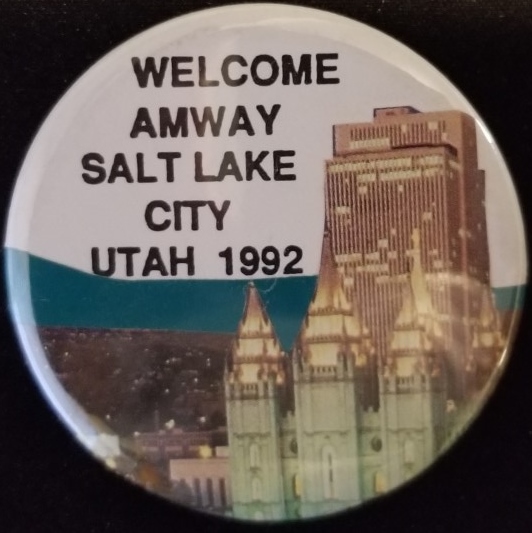 WELCOME
AMWAY
SALT LAKE
CITY
UTAH 1992